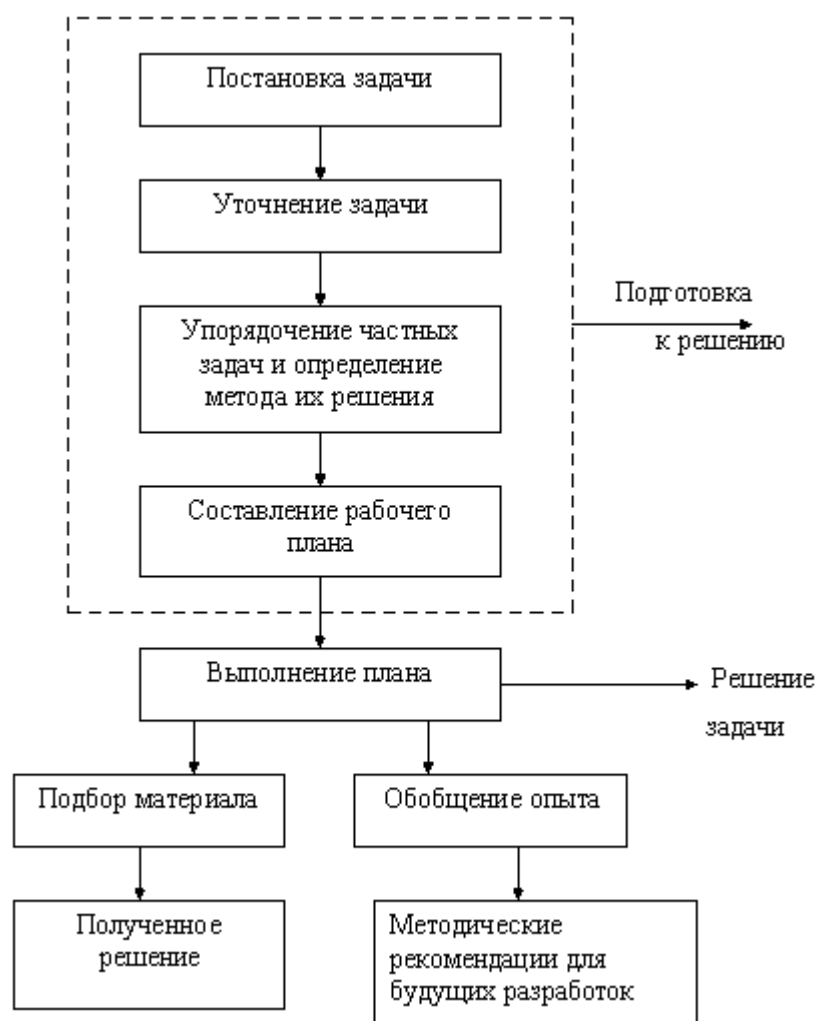 Постановка задачи
Уточнение задачи
Упорядочение частных
задач и определение
метода их решения
Подготовка
к решению
Составление рабочего
плана
Выполнение плана
Решение
задачи
Подбор материала
Обобщение опыта
Полученное
решение
Методические
рекомендации для
будущих разработок